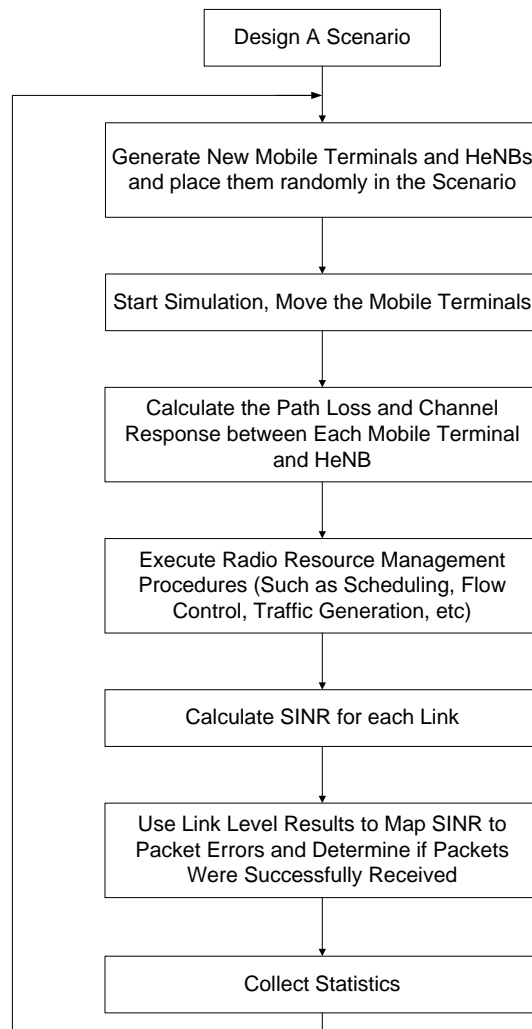 Design A Scenario
Generate New Mobile Terminals and HeNBs
and place them randomly in the Scenario
Start Simulation, Move the Mobile Terminals
Calculate the Path Loss and Channel
Response between Each Mobile Terminal
and HeNB
Execute Radio Resource Management
Procedures (Such as Scheduling, Flow
Control, Traffic Generation, etc)
Calculate SINR for each Link
Use Link Level Results to Map SINR to
Packet Errors and Determine if Packets
Were Successfully Received
Collect Statistics